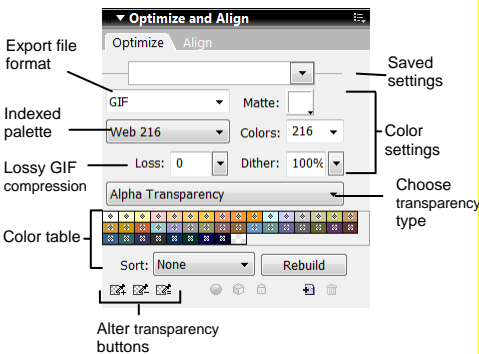 Optimize and Align
Optimize Align
Export file
format
Saved
settings
GIF
Matte:
Indexed
palette
Web 216
Colors: 216
Color
settings
Lossy GIF
compression
Loss: 0
Dither: 100%
Alpha Transparency
Choose
transparency
type
Color table
Sort: None
Rebuild
Alter transparency
buttons